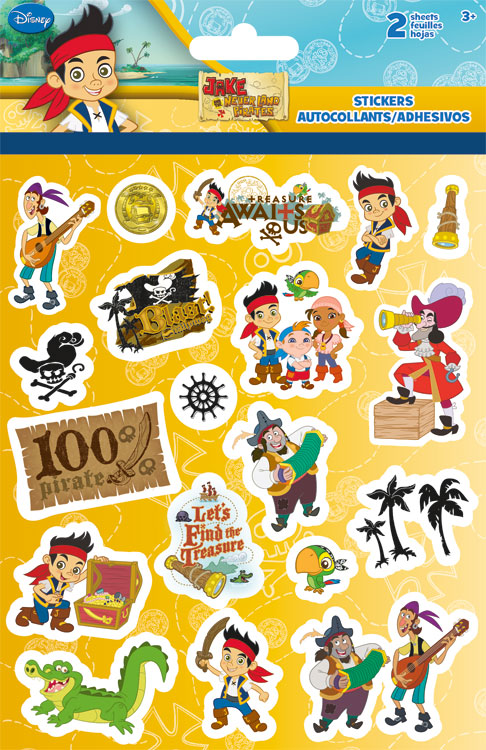 Disney
2 sheets
feuilles
hojas
3+
JAKE
AND THE
NEVER LAND
PIRATES
STICKERS
AUTOCOLLANTS/ADHESIVOS
TREASURE
AWAITS
US
Blast!
100%
pirate
Let's
Find the
Treasure